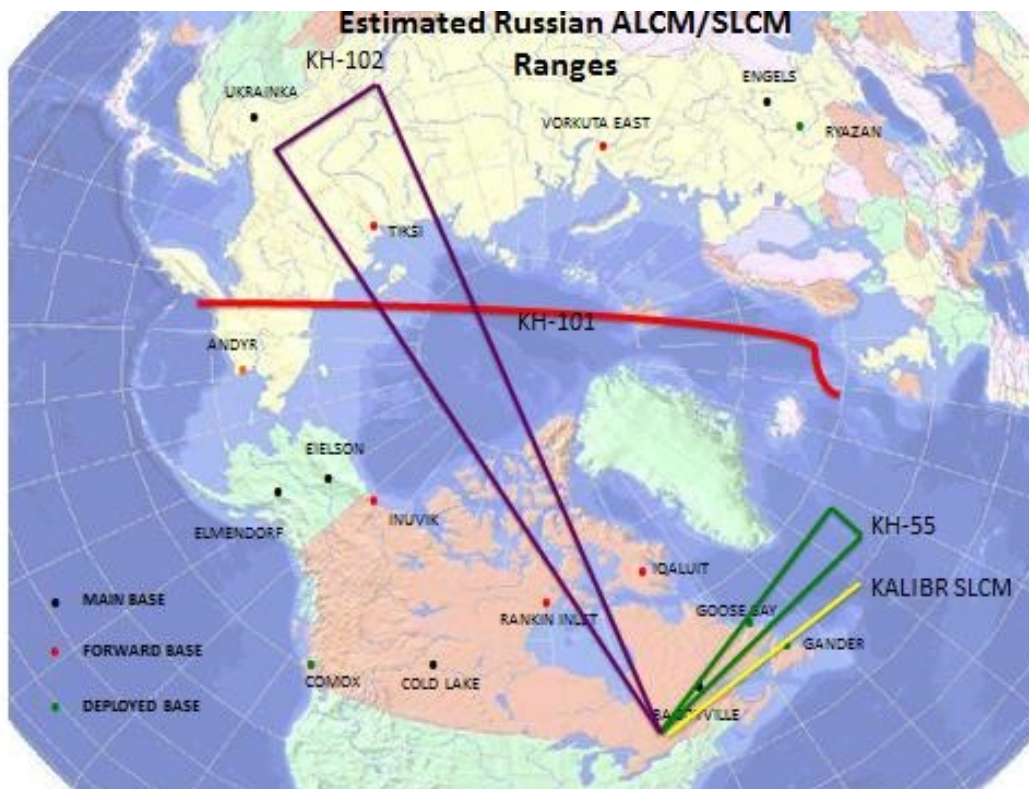 Estimated Russian ALCM/SLCM
Ranges
KH-102
UKRAINKA
ENGELS
VORKUTA EAST
RYAZAN
TIKSI
KH-101
ANDYR
EIELSON
ELMENDORF
INUVIK
KH-55
IQALUIT
KALIBR SLCM
MAIN BASE
RANKIN INLET
GOOSE BAY
FORWARD BASE
GANDER
COMOX
COLD LAKE
DEPLOYED BASE